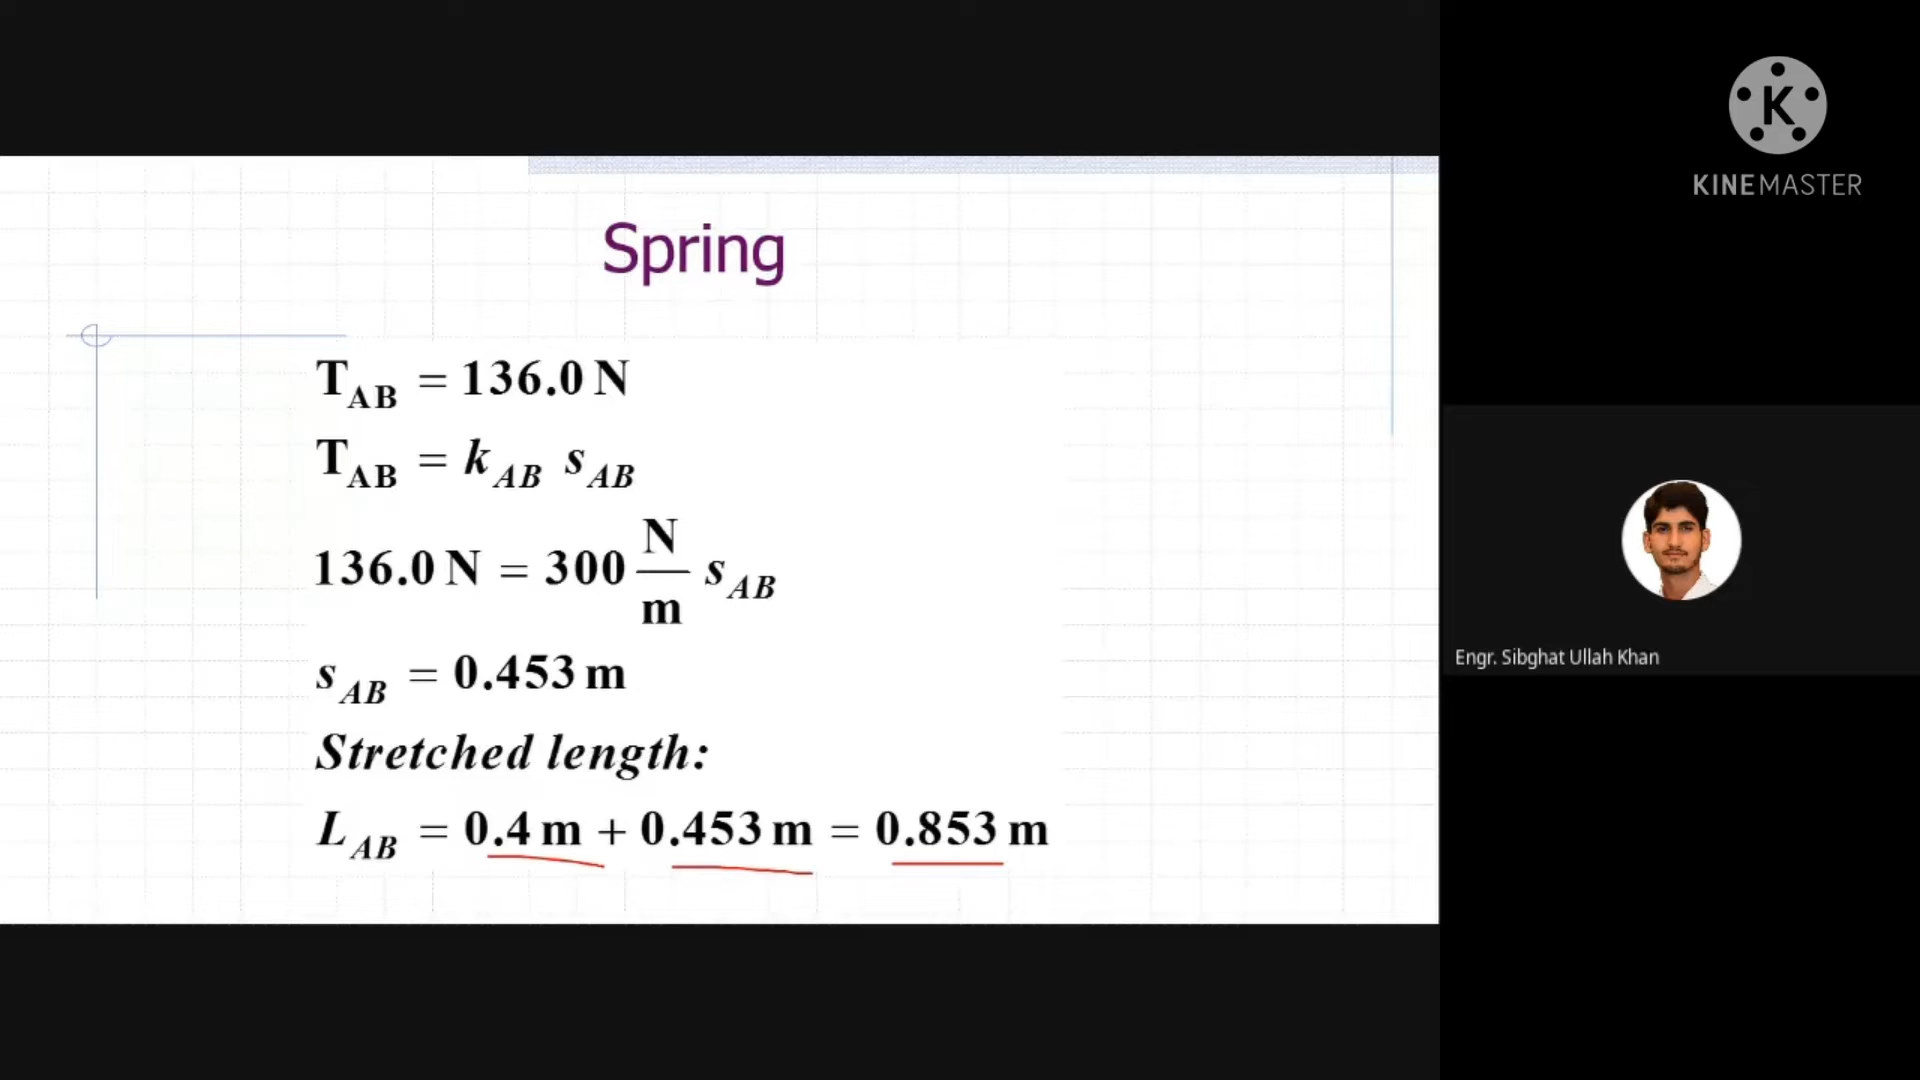 Spring
T_AB = 136.0 N
T_AB = k_AB s_AB
136.0 N = 300 N/m s_AB
s_AB = 0.453 m
Stretched length:
L_AB = 0.4 m + 0.453 m = 0.853 m
K
KINEMASTER
Engr. Sibghat Ullah Khan